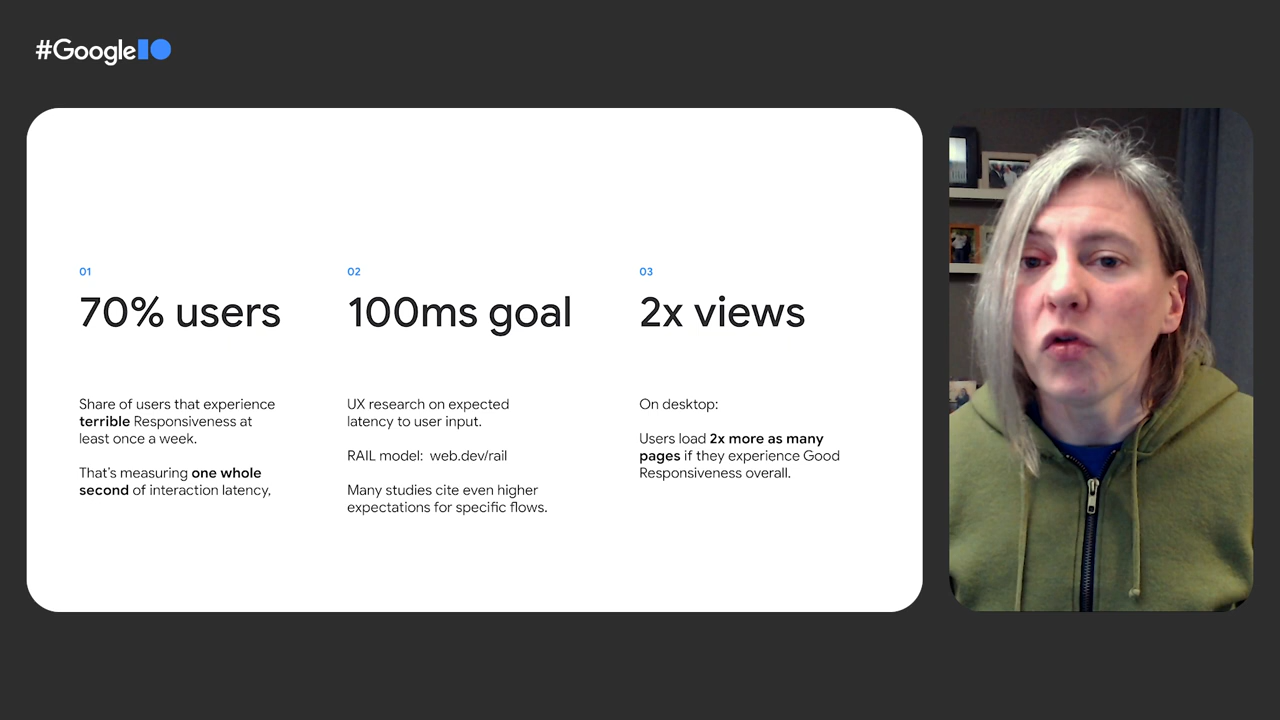 #GoogleIO
01
70% users
Share of users that experience
terrible Responsiveness at
least once a week.
That's measuring one whole
second of interaction latency,
02
100ms goal
UX research on expected
latency to user input.
RAIL model:  web.dev/rail
Many studies cite even higher
expectations for specific flows.
03
2x views
On desktop:
Users load 2x more as many
pages if they experience Good
Responsiveness overall.